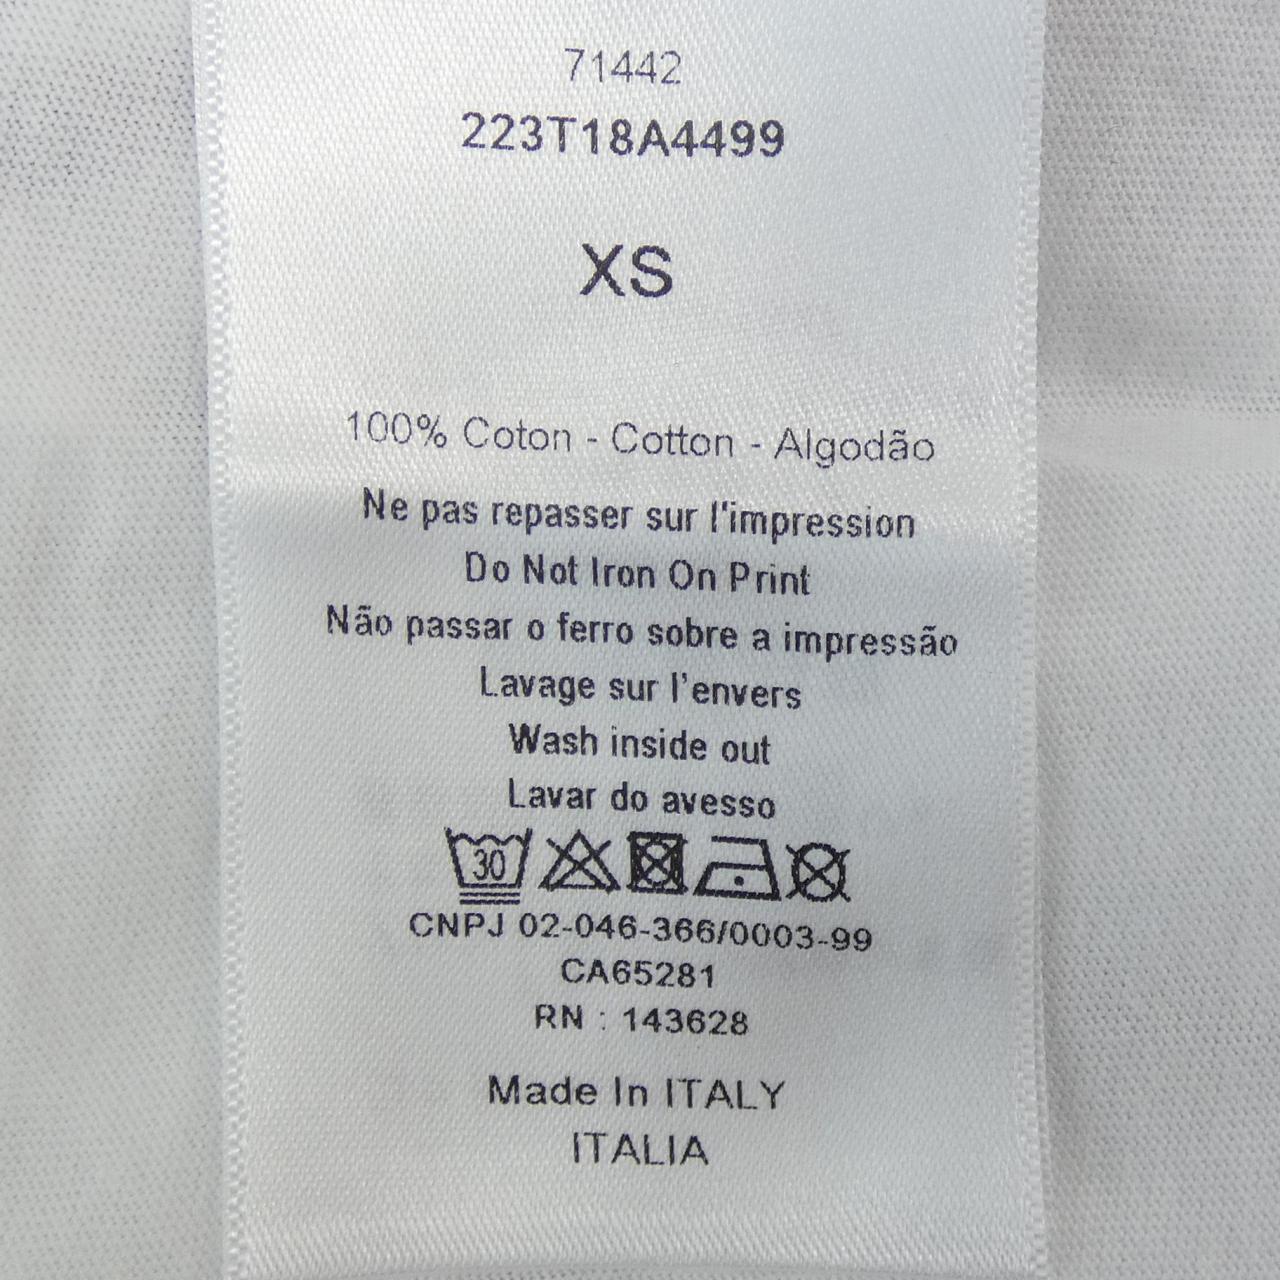 71442
223T18A4499
XS
100% Coton - Cotton - Algodão
Ne pas repasser sur l'impression
Do Not Iron On Print
Não passar o ferro sobre a impressão
Lavage sur l'envers
Wash inside out
Lavar do avesso
30
CNPJ 02-046-366/0003-99
CA65281
RN : 143628
Made In ITALY
ITALIA